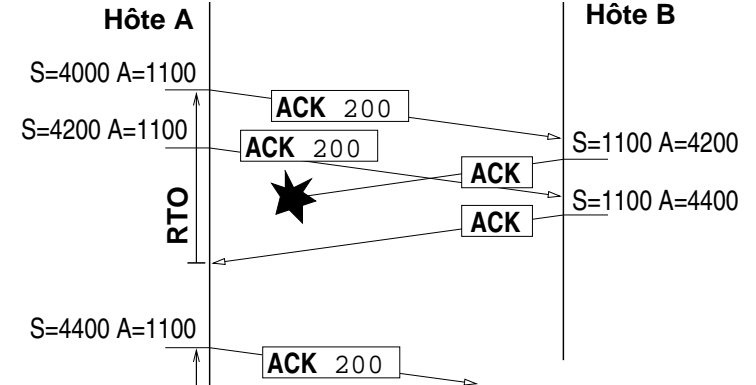 Hôte A
Hôte B
S=4000 A=1100
ACK 200
S=4200 A=1100
ACK 200
S=1100 A=4200
ACK
S=1100 A=4400
ACK
RTO
S=4400 A=1100
ACK 200